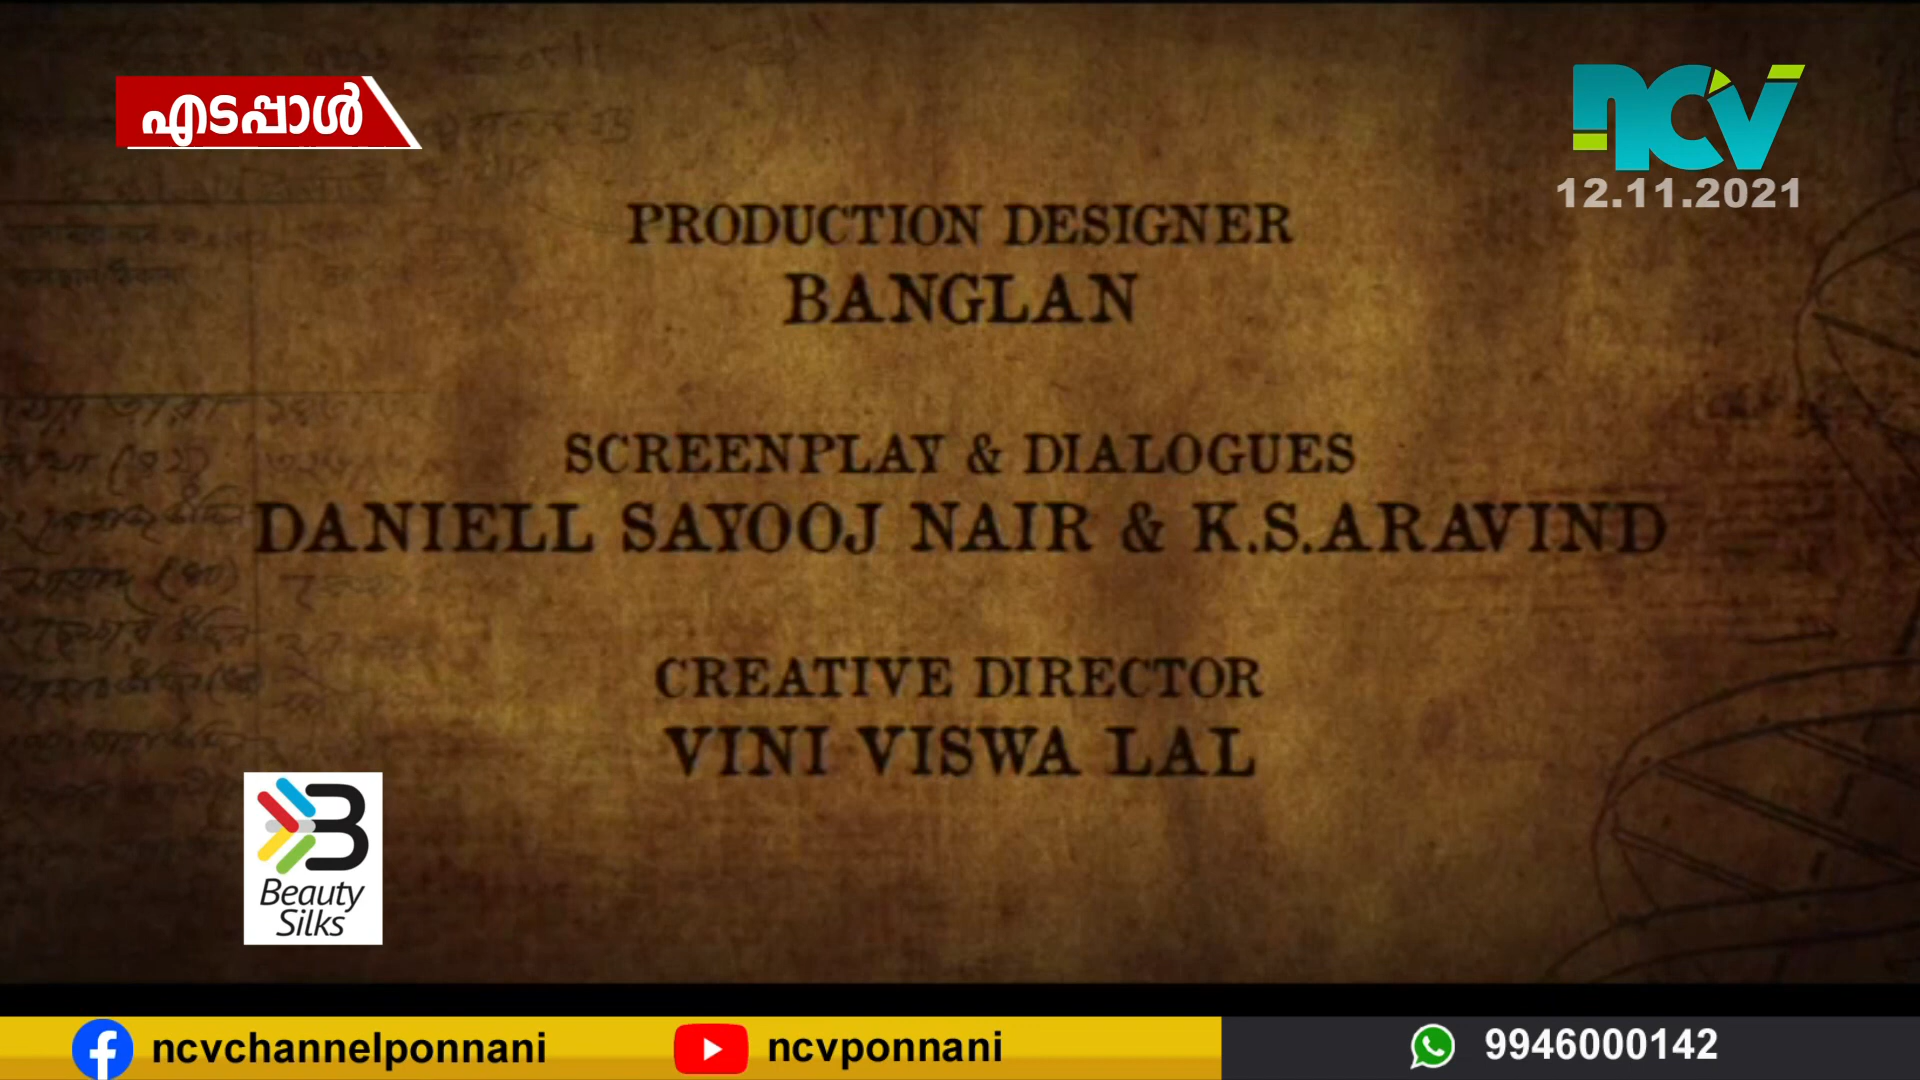 എടപ്പാൾ
ncv
12.11.2021
PRODUCTION DESIGNER
BANGLAN
SCREENPLAY & DIALOGUES
DANIELL SAYOOJ NAIR & K.S.ARAVIND
CREATIVE DIRECTOR
VINI VISWA LAL
B
Beauty
Silks
ncvchannelponnani
ncvponnani
9946000142